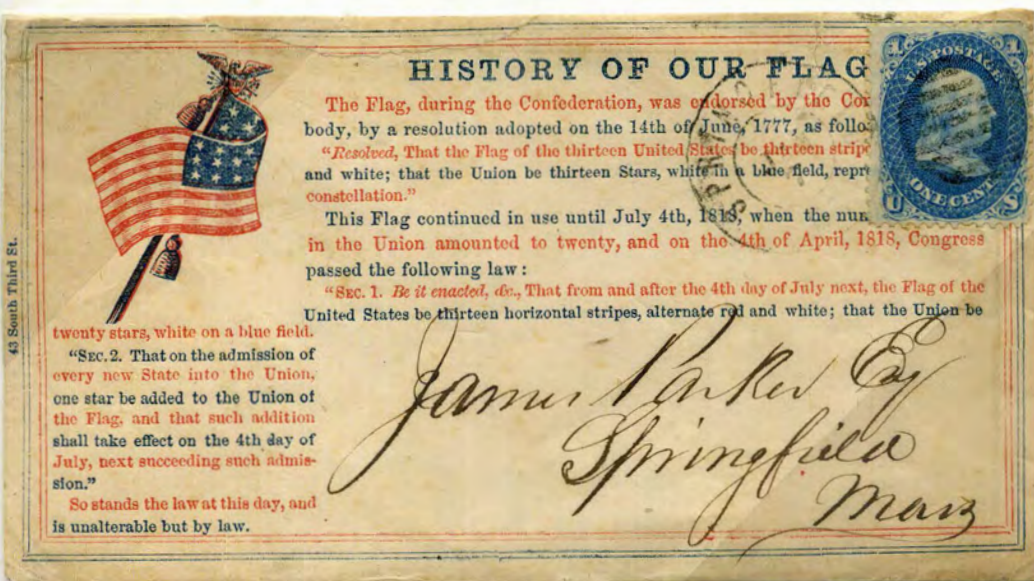 HISTORY OF OUR FLAG
The Flag, during the Confederation, was endorsed by the Con
body, by a resolution adopted on the 14th of June, 1777, as follo
"Resolved, That the Flag of the thirteen United States be thirteen stripe
and white; that the Union be thirteen Stars, white in a blue field, repre
constellation."
This Flag continued in use until July 4th, 1818, when the num
in the Union amounted to twenty, and on the 4th of April, 1818, Congress
passed the following law:
"SEC. 1. Be it enacted, &c., That from and after the 4th day of July next, the Flag of the
United States be thirteen horizontal stripes, alternate red and white; that the Union be
twenty stars, white on a blue field.
"SEC. 2. That on the admission of
every new State into the Union,
one star be added to the Union of
the Flag, and that such addition
shall take effect on the 4th day of
July, next succeeding such admis-
sion."
So stands the law at this day, and
is unalterable but by law.
43 South Third St.
James Parker Esq
Springfield
Mass
1 1
U.S. POSTAGE
ONE CENT
U S